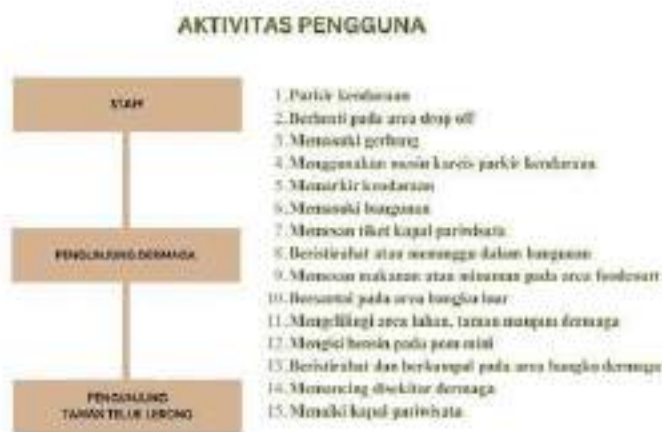 AKTIVITAS PENGGUNA
STAFF
PENGUNJUNG DERMAGA
PENGUNJUNG
TAMAN TELUK LERONG
1. Parkir kendaraan
2. Berhenti pada area drop off
3. Memasuki gerbang
4. Menggunakan mesin karcis parkir kendaraan
5. Memarkir kendaraan
6. Memasuki bangunan
7. Memesan tiket kapal pariwisata
8. Beristirahat atau menunggu dalam bangunan
9. Memesan makanan atau minuman pada area foodcourt
10. Bersantai pada area bangku luar
11. Mengelilingi area lahan, taman maupun dermaga
12. Mengisi bensin pada pom mini
13. Beristirahat dan berkumpul pada area bangku dermaga
14. Memancing disekitar dermaga
15. Menaiki kapal pariwisata